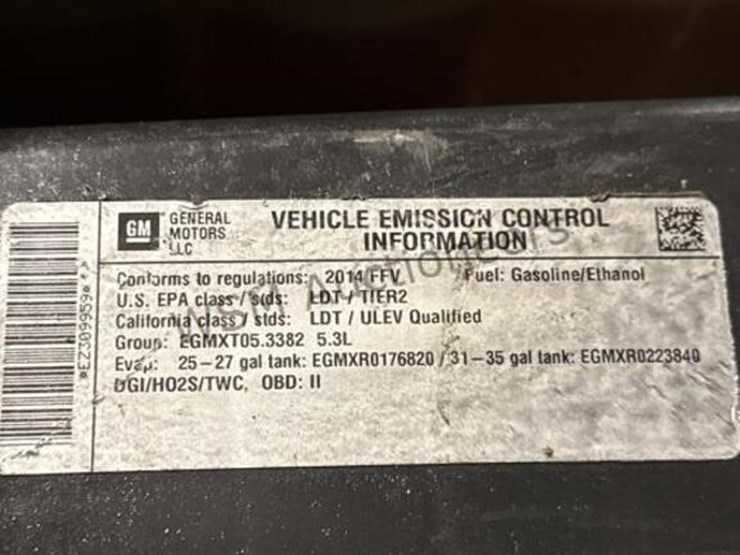 GM
GENERAL
MOTORS
LLC
VEHICLE EMISSION CONTROL
INFORMATION
Conforms to regulations: 2014 FFV Fuel: Gasoline/Ethanol
U.S. EPA class / stds: LDT / TIER2
California class / stds: LDT / ULEV Qualified
Group: EGMXT05.3382 5.3L
Evap: 25–27 gal tank: EGMXR0176820 / 31–35 gal tank: EGMXR0223840
DGI/HO2S/TWC, OBD: II
*EZ309959*